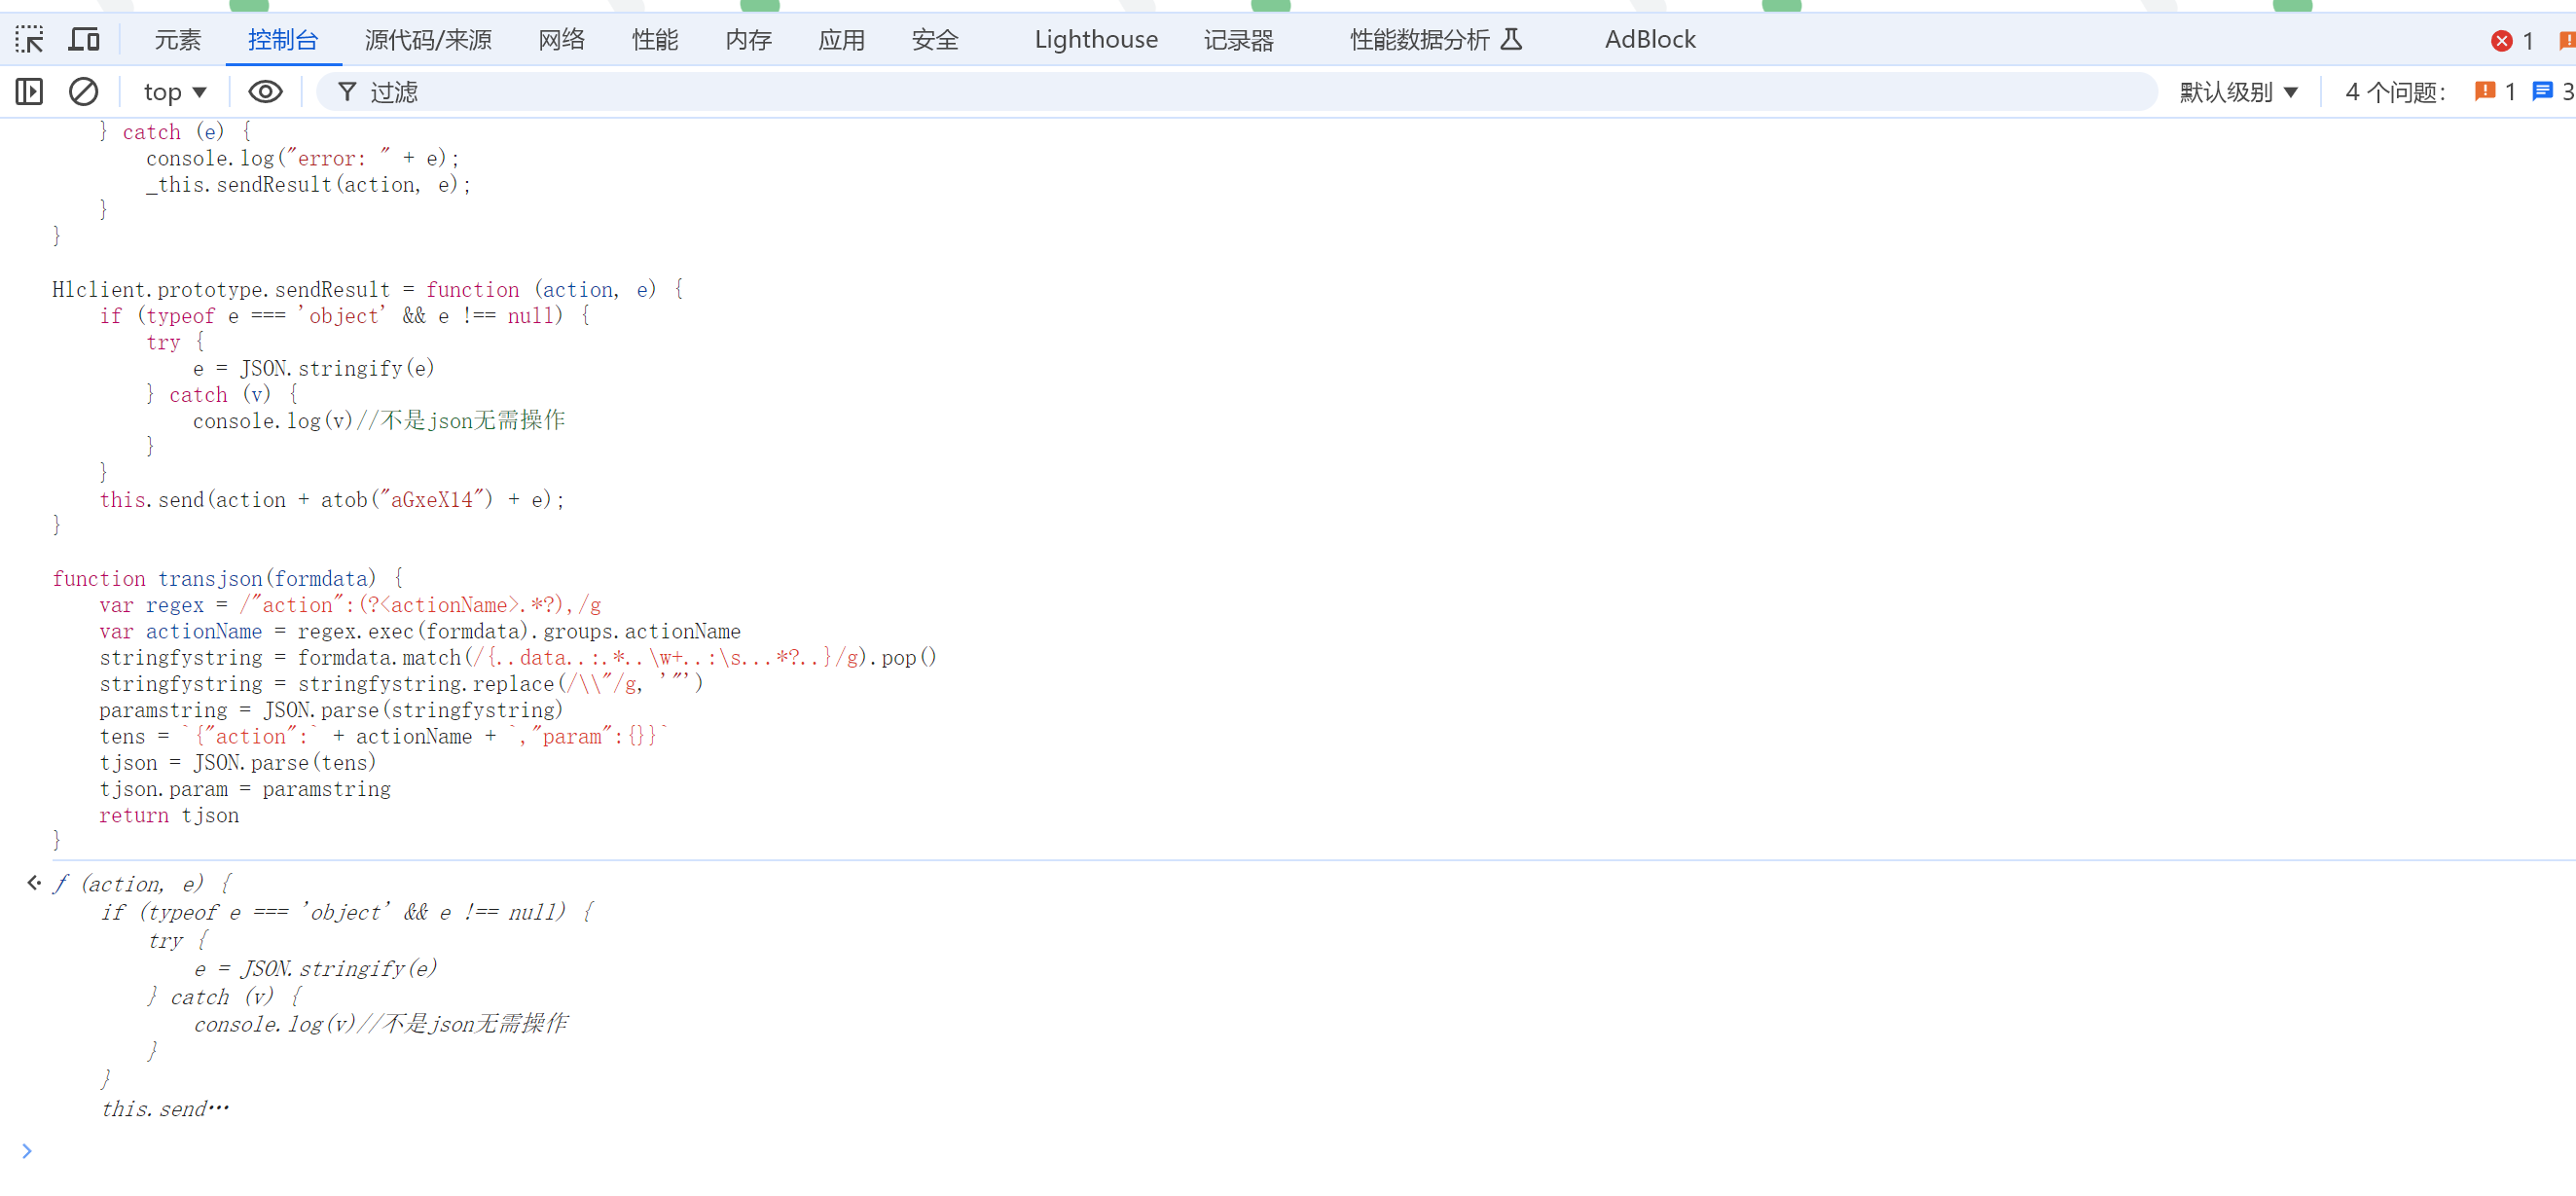 元素 控制台 源代码/来源 网络 性能 内存 应用 安全 Lighthouse 记录器 性能数据分析 AdBlock 1
top 过滤 默认级别 4 个问题: 1 3
} catch (e) {
console.log("error: " + e);
_this.sendResult(action, e);
}
}
Hlclient.prototype.sendResult = function (action, e) {
if (typeof e === 'object' && e !== null) {
try {
e = JSON.stringify(e)
} catch (v) {
console.log(v)//不是json无需操作
}
}
this.send(action + atob("aGxeX14") + e);
}
function transjson(formdata) {
var regex = /"action":(?<actionName>.*?),/g
var actionName = regex.exec(formdata).groups.actionName
stringfystring = formdata.match(/{..data..:.*..\w+..:\s...*?..}/g).pop()
stringfystring = stringfystring.replace(/\\"/g, '"')
paramstring = JSON.parse(stringfystring)
tens = `{"action":` + actionName + `,"param":{}}`
tjson = JSON.parse(tens)
tjson.param = paramstring
return tjson
}
ƒ (action, e) {
if (typeof e === 'object' && e !== null) {
try {
e = JSON.stringify(e)
} catch (v) {
console.log(v)//不是json无需操作
}
}
this.send…